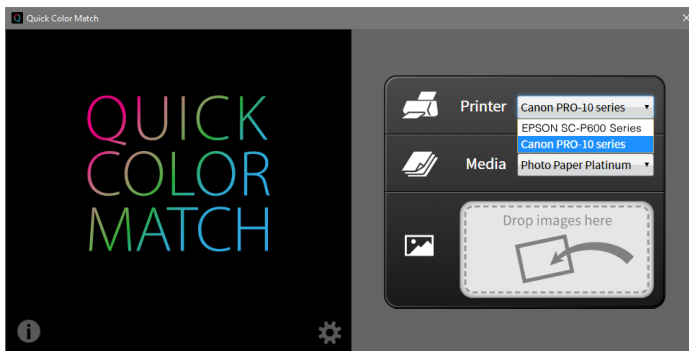 Q Quick Color Match
QUICK
COLOR
MATCH
Printer Canon PRO-10 series
EPSON SC-P600 Series
Canon PRO-10 series
Media Photo Paper Platinum
Drop images here